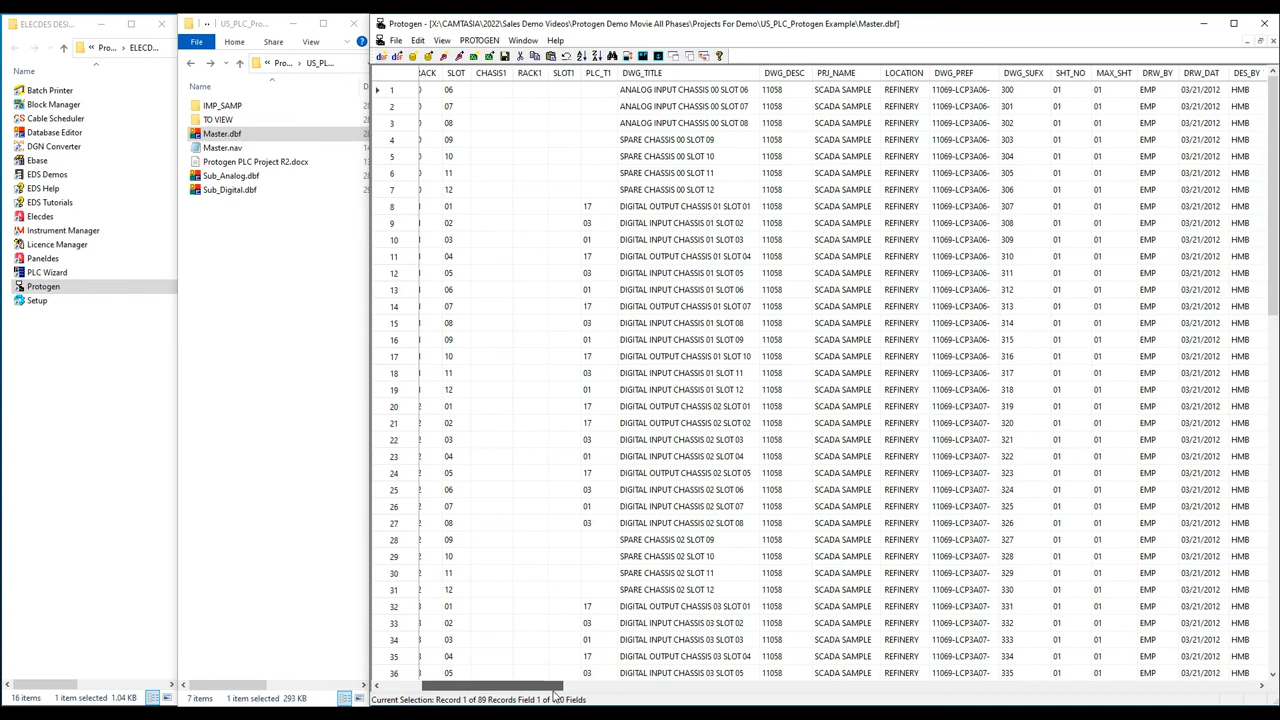 ELECDES DESI...
Pro... ELECD...
Name
Batch Printer
Block Manager
Cable Scheduler
Database Editor
DGN Converter
Ebase
EDS Demos
EDS Help
EDS Tutorials
Elecdes
Instrument Manager
Licence Manager
Paneldes
PLC Wizard
Protogen
Setup
16 items 1 item selected 1.04 KB
US_PLC_Pro...
File Home Share View
Pro... US_PL...
Name
IMP_SAMP
TO VIEW
Master.dbf
Master.nav
Protogen PLC Project R2.docx
Sub_Analog.dbf
Sub_Digital.dbf
7 items 1 item selected 293 KB
Protogen - [X:\CAMTASIA\2022\Sales Demo Videos\Protogen Demo Movie All Phases\Projects For Demo\US_PLC_Protogen Example\Master.dbf]
File Edit View PROTOGEN Window Help
RACK SLOT CHASIS1 RACK1 SLOT1 PLC_T1 DWG_TITLE DWG_DESC PRJ_NAME LOCATION DWG_PREF DWG_SUFX SHT_NO MAX_SHT DRW_BY DRW_DAT DES_BY
1 0 06 ANALOG INPUT CHASSIS 00 SLOT 06 11058 SCADA SAMPLE REFINERY 11069-LCP3A06- 300 01 01 EMP 03/21/2012 HMB
2 0 07 ANALOG INPUT CHASSIS 00 SLOT 07 11058 SCADA SAMPLE REFINERY 11069-LCP3A06- 301 01 01 EMP 03/21/2012 HMB
3 0 08 ANALOG INPUT CHASSIS 00 SLOT 08 11058 SCADA SAMPLE REFINERY 11069-LCP3A06- 302 01 01 EMP 03/21/2012 HMB
4 0 09 SPARE CHASSIS 00 SLOT 09 11058 SCADA SAMPLE REFINERY 11069-LCP3A06- 303 01 01 EMP 03/21/2012 HMB
5 0 10 SPARE CHASSIS 00 SLOT 10 11058 SCADA SAMPLE REFINERY 11069-LCP3A06- 304 01 01 EMP 03/21/2012 HMB
6 0 11 SPARE CHASSIS 00 SLOT 11 11058 SCADA SAMPLE REFINERY 11069-LCP3A06- 305 01 01 EMP 03/21/2012 HMB
7 0 12 SPARE CHASSIS 00 SLOT 12 11058 SCADA SAMPLE REFINERY 11069-LCP3A06- 306 01 01 EMP 03/21/2012 HMB
8 1 01 17 DIGITAL OUTPUT CHASSIS 01 SLOT 01 11058 SCADA SAMPLE REFINERY 11069-LCP3A06- 307 01 01 EMP 03/21/2012 HMB
9 1 02 03 DIGITAL OUTPUT CHASSIS 01 SLOT 02 11058 SCADA SAMPLE REFINERY 11069-LCP3A06- 308 01 01 EMP 03/21/2012 HMB
10 1 03 01 DIGITAL INPUT CHASSIS 01 SLOT 03 11058 SCADA SAMPLE REFINERY 11069-LCP3A06- 309 01 01 EMP 03/21/2012 HMB
11 1 04 17 DIGITAL OUTPUT CHASSIS 01 SLOT 04 11058 SCADA SAMPLE REFINERY 11069-LCP3A06- 310 01 01 EMP 03/21/2012 HMB
12 1 05 03 DIGITAL INPUT CHASSIS 01 SLOT 05 11058 SCADA SAMPLE REFINERY 11069-LCP3A06- 311 01 01 EMP 03/21/2012 HMB
13 1 06 01 DIGITAL INPUT CHASSIS 01 SLOT 06 11058 SCADA SAMPLE REFINERY 11069-LCP3A06- 312 01 01 EMP 03/21/2012 HMB
14 1 07 17 DIGITAL OUTPUT CHASSIS 01 SLOT 07 11058 SCADA SAMPLE REFINERY 11069-LCP3A06- 313 01 01 EMP 03/21/2012 HMB
15 1 08 03 DIGITAL INPUT CHASSIS 01 SLOT 08 11058 SCADA SAMPLE REFINERY 11069-LCP3A06- 314 01 01 EMP 03/21/2012 HMB
16 1 09 01 DIGITAL INPUT CHASSIS 01 SLOT 09 11058 SCADA SAMPLE REFINERY 11069-LCP3A06- 315 01 01 EMP 03/21/2012 HMB
17 1 10 17 DIGITAL OUTPUT CHASSIS 01 SLOT 10 11058 SCADA SAMPLE REFINERY 11069-LCP3A06- 316 01 01 EMP 03/21/2012 HMB
18 1 11 03 DIGITAL INPUT CHASSIS 01 SLOT 11 11058 SCADA SAMPLE REFINERY 11069-LCP3A06- 317 01 01 EMP 03/21/2012 HMB
19 1 12 01 DIGITAL INPUT CHASSIS 01 SLOT 12 11058 SCADA SAMPLE REFINERY 11069-LCP3A06- 318 01 01 EMP 03/21/2012 HMB
20 2 01 17 DIGITAL OUTPUT CHASSIS 02 SLOT 01 11058 SCADA SAMPLE REFINERY 11069-LCP3A07- 319 01 01 EMP 03/21/2012 HMB
21 2 02 17 DIGITAL OUTPUT CHASSIS 02 SLOT 02 11058 SCADA SAMPLE REFINERY 11069-LCP3A07- 320 01 01 EMP 03/21/2012 HMB
22 2 03 03 DIGITAL INPUT CHASSIS 02 SLOT 03 11058 SCADA SAMPLE REFINERY 11069-LCP3A07- 321 01 01 EMP 03/21/2012 HMB
23 2 04 01 DIGITAL INPUT CHASSIS 02 SLOT 04 11058 SCADA SAMPLE REFINERY 11069-LCP3A07- 322 01 01 EMP 03/21/2012 HMB
24 2 05 17 DIGITAL OUTPUT CHASSIS 02 SLOT 05 11058 SCADA SAMPLE REFINERY 11069-LCP3A07- 323 01 01 EMP 03/21/2012 HMB
25 2 06 03 DIGITAL INPUT CHASSIS 02 SLOT 06 11058 SCADA SAMPLE REFINERY 11069-LCP3A07- 324 01 01 EMP 03/21/2012 HMB
26 2 07 01 DIGITAL INPUT CHASSIS 02 SLOT 07 11058 SCADA SAMPLE REFINERY 11069-LCP3A07- 325 01 01 EMP 03/21/2012 HMB
27 2 08 03 DIGITAL INPUT CHASSIS 02 SLOT 08 11058 SCADA SAMPLE REFINERY 11069-LCP3A07- 326 01 01 EMP 03/21/2012 HMB
28 2 09 SPARE CHASSIS 02 SLOT 09 11058 SCADA SAMPLE REFINERY 11069-LCP3A07- 327 01 01 EMP 03/21/2012 HMB
29 2 10 SPARE CHASSIS 02 SLOT 10 11058 SCADA SAMPLE REFINERY 11069-LCP3A07- 328 01 01 EMP 03/21/2012 HMB
30 2 11 SPARE CHASSIS 02 SLOT 11 11058 SCADA SAMPLE REFINERY 11069-LCP3A07- 329 01 01 EMP 03/21/2012 HMB
31 2 12 SPARE CHASSIS 02 SLOT 12 11058 SCADA SAMPLE REFINERY 11069-LCP3A07- 330 01 01 EMP 03/21/2012 HMB
32 3 01 17 DIGITAL OUTPUT CHASSIS 03 SLOT 01 11058 SCADA SAMPLE REFINERY 11069-LCP3A07- 331 01 01 EMP 03/21/2012 HMB
33 3 02 03 DIGITAL INPUT CHASSIS 03 SLOT 02 11058 SCADA SAMPLE REFINERY 11069-LCP3A07- 332 01 01 EMP 03/21/2012 HMB
34 3 03 01 DIGITAL INPUT CHASSIS 03 SLOT 03 11058 SCADA SAMPLE REFINERY 11069-LCP3A07- 333 01 01 EMP 03/21/2012 HMB
35 3 04 17 DIGITAL OUTPUT CHASSIS 03 SLOT 04 11058 SCADA SAMPLE REFINERY 11069-LCP3A07- 334 01 01 EMP 03/21/2012 HMB
36 3 05 03 DIGITAL INPUT CHASSIS 03 SLOT 05 11058 SCADA SAMPLE REFINERY 11069-LCP3A07- 335 01 01 EMP 03/21/2012 HMB
Current Selection: Record 1 of 89 Records Field 1 of Fields